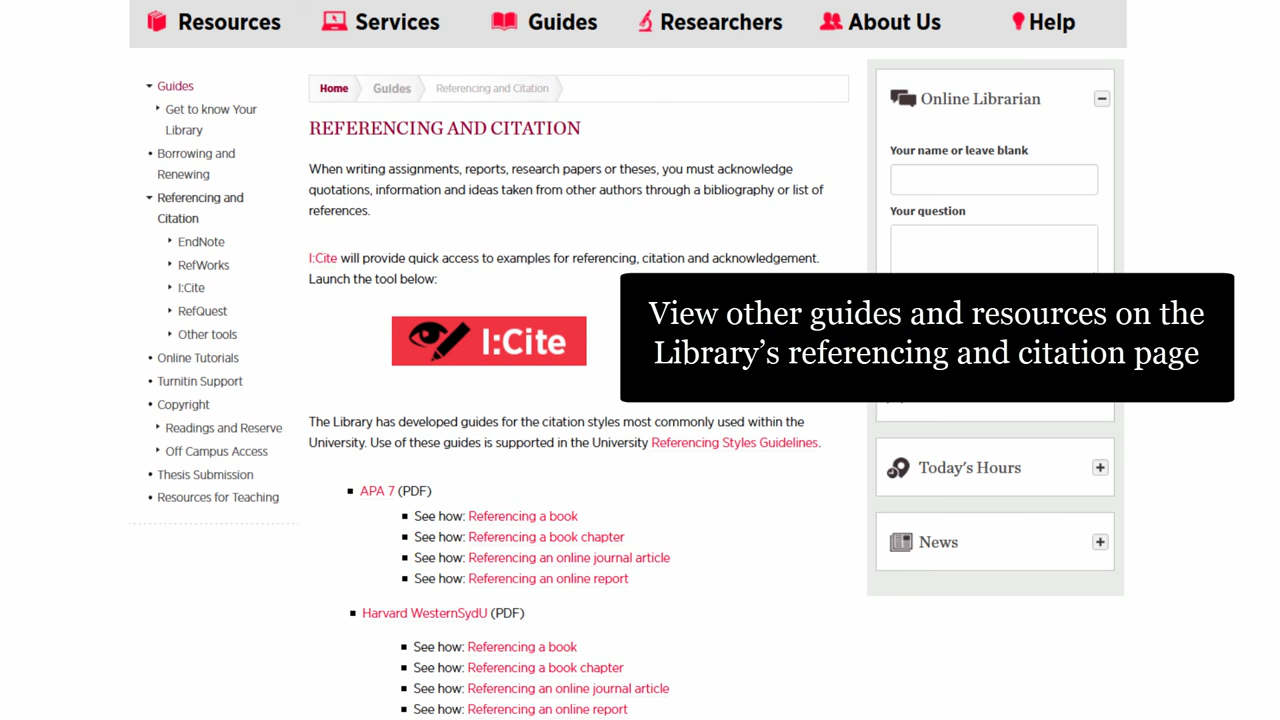 Resources Services Guides Researchers About Us Help
Guides
Get to know Your
Library
Borrowing and
Renewing
Referencing and
Citation
EndNote
RefWorks
I:Cite
RefQuest
Other tools
Online Tutorials
Turnitin Support
Copyright
Readings and Reserve
Off Campus Access
Thesis Submission
Resources for Teaching
Home Guides Referencing and Citation
REFERENCING AND CITATION
When writing assignments, reports, research papers or theses, you must acknowledge
quotations, information and ideas taken from other authors through a bibliography or list of
references.
I:Cite will provide quick access to examples for referencing, citation and acknowledgement.
Launch the tool below:
I:Cite
The Library has developed guides for the citation styles most commonly used within the
University. Use of these guides is supported in the University Referencing Styles Guidelines.
APA 7 (PDF)
See how: Referencing a book
See how: Referencing a book chapter
See how: Referencing an online journal article
See how: Referencing an online report
Harvard WesternSydU (PDF)
See how: Referencing a book
See how: Referencing a book chapter
See how: Referencing an online journal article
See how: Referencing an online report
Online Librarian
Your name or leave blank
Your question
View other guides and resources on the
Library's referencing and citation page
Today's Hours
News